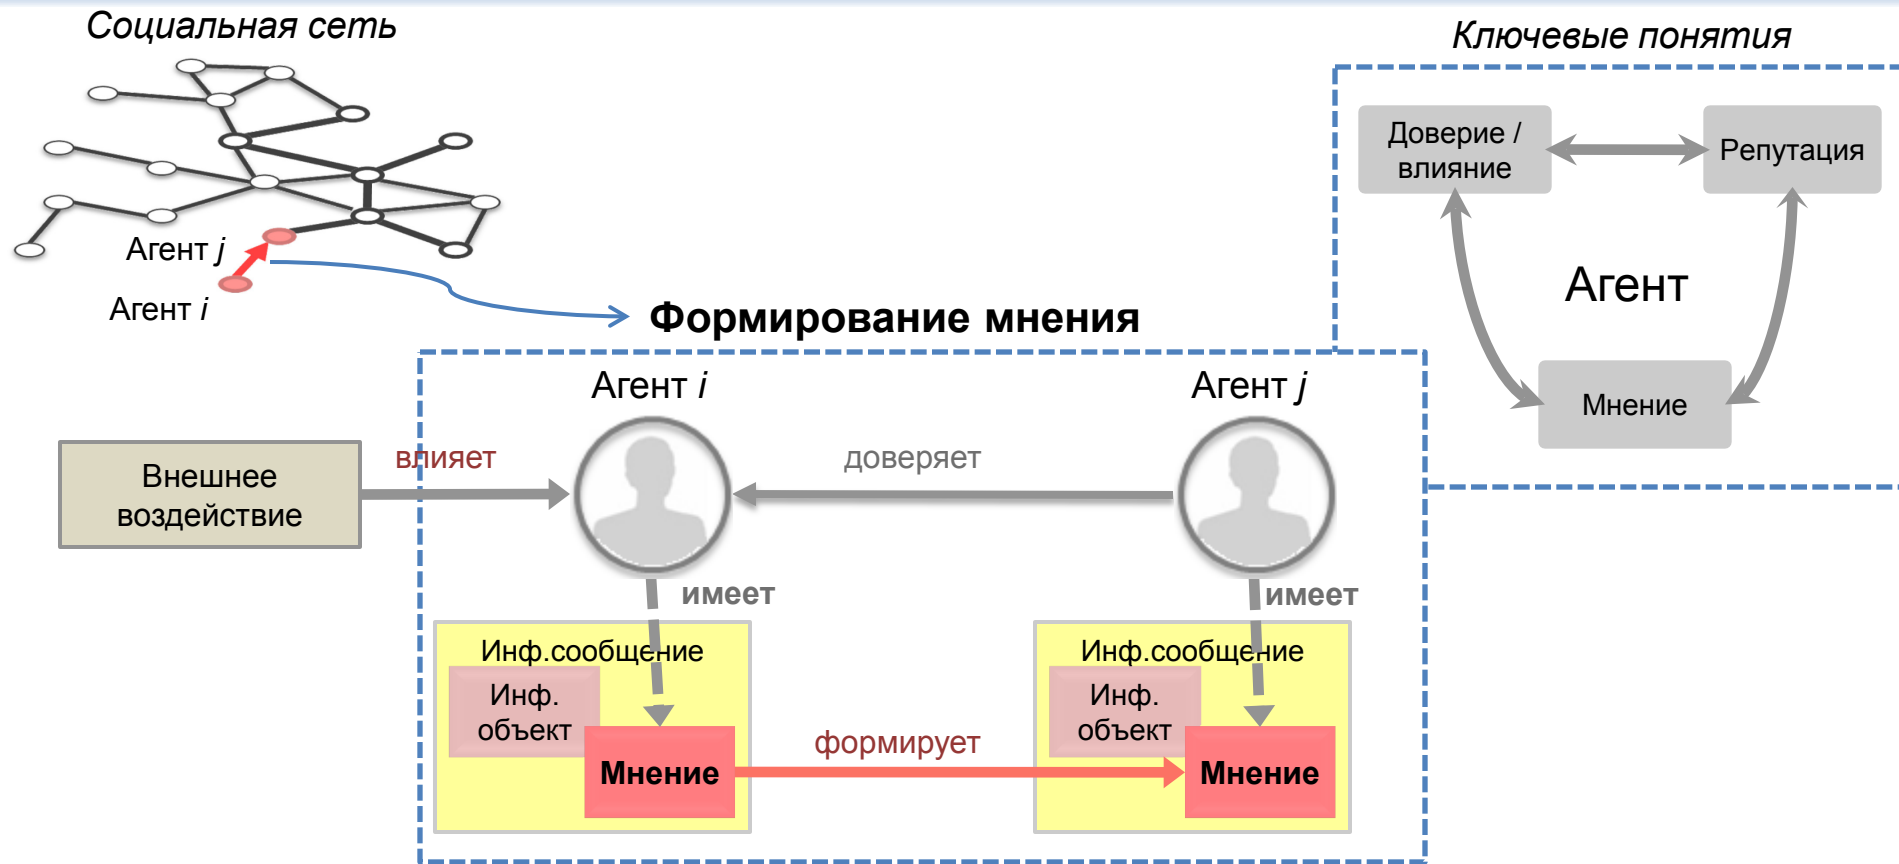 Социальная сеть
Ключевые понятия
Доверие /
влияние
Репутация
Агент
Мнение
Агент j
Агент i
Формирование мнения
Агент i
Агент j
Внешнее
воздействие
влияет
доверяет
имеет
имеет
Инф.сообщение
Инф.
объект
Мнение
формирует
Инф.сообщение
Инф.
объект
Мнение